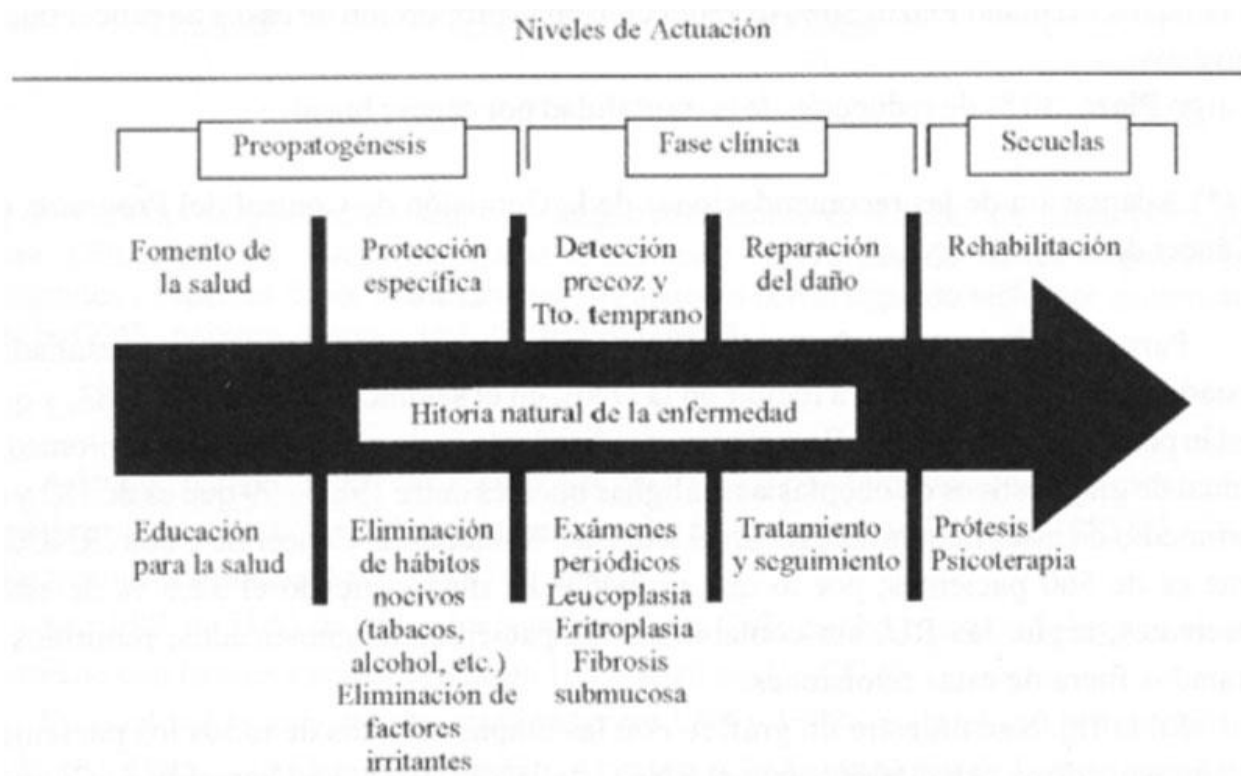 Niveles de Actuación
Preopatogénesis
Fase clínica
Secuelas
Fomento de
la salud
Protección
específica
Detección
precoz y
Tto. temprano
Reparación
del daño
Rehabilitación
Hitoria natural de la enfermedad
Educación
para la salud
Eliminación
de hábitos
nocivos
(tabacos,
alcohol, etc.)
Eliminación de
factores
irritantes
Exámenes
periódicos
Leucoplasia
Eritroplasia
Fibrosis
submucosa
Tratamiento
y seguimiento
Prótesis
Psicoterapia